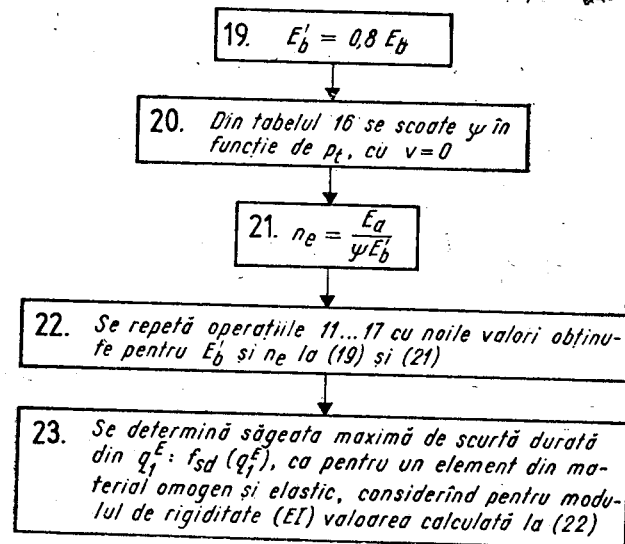 19. E'b = 0,8 Eb
20. Din tabelul 16 se scoate ψ în
funcție de pt, cu ν = 0
21. ne = Ea / ψE'b
22. Se repetă operațiile 11...17 cu noile valori obținu-
te pentru E'b și ne la (19) și (21)
23. Se determină săgeata maximă de scurtă durată
din q₁ᴱ: fsd (q₁ᴱ), ca pentru un element din ma-
terial omogen și elastic, considerînd pentru modu-
lul de rigiditate (EI) valoarea calculată la (22)